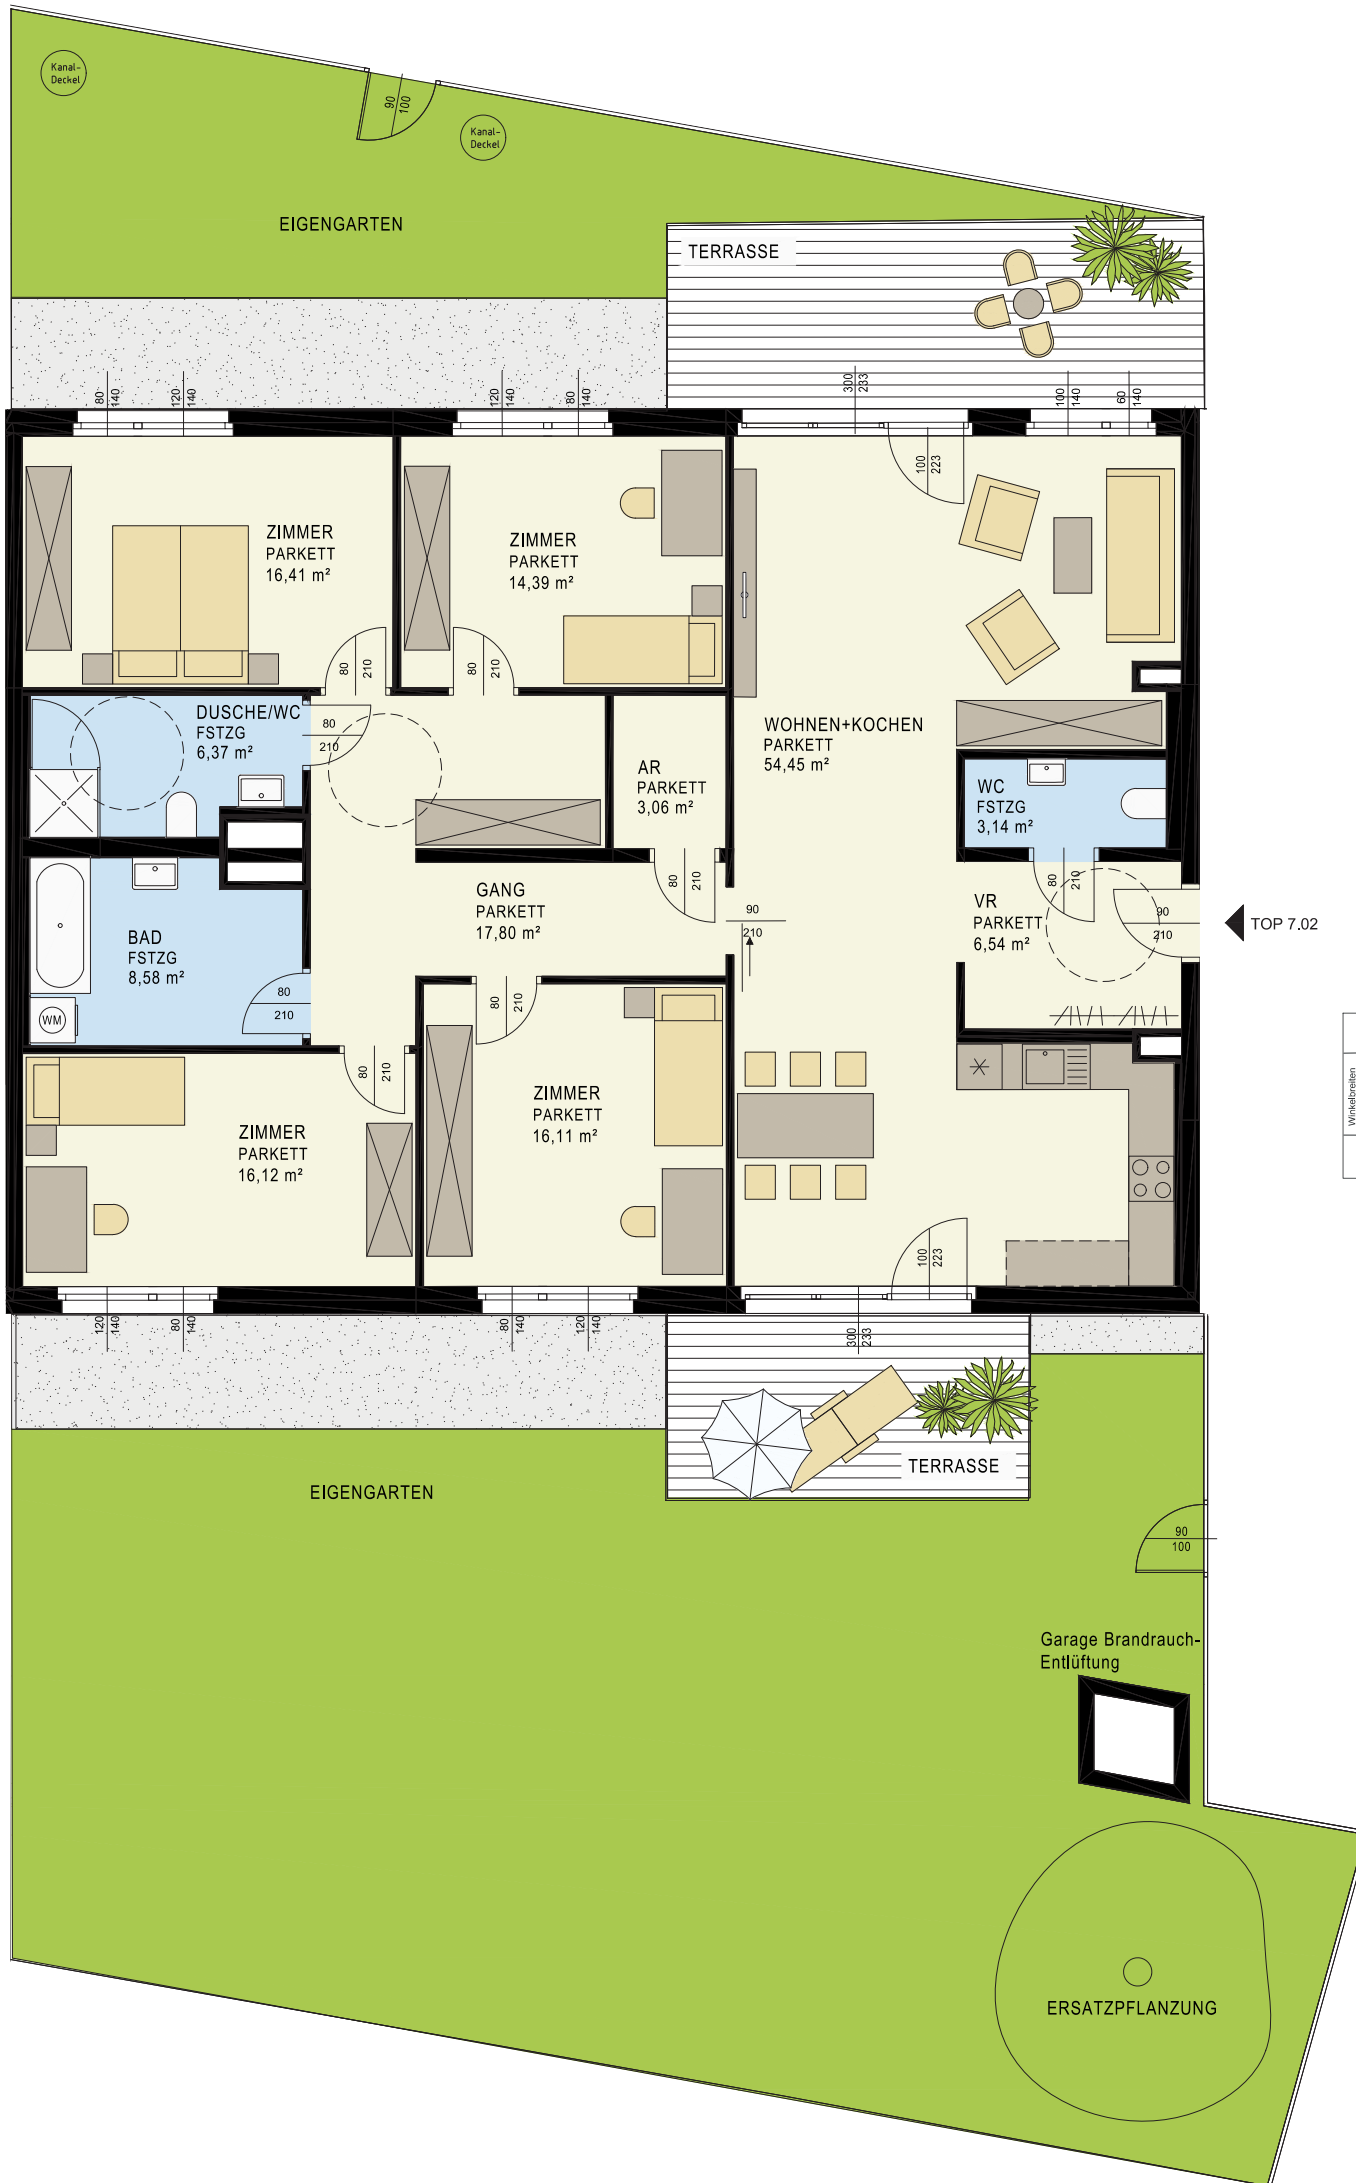 Kanal-
Deckel
90
100
Kanal-
Deckel
EIGENGARTEN
TERRASSE
80
140
120
140
120
140
80
140
300
233
100
140
60
140
100
223
ZIMMER
PARKETT
16,41 m²
ZIMMER
PARKETT
14,39 m²
80
210
80
210
DUSCHE/WC
FSTZG
6,37 m²
80
210
WOHNEN+KOCHEN
PARKETT
54,45 m²
AR
PARKETT
3,06 m²
WC
FSTZG
3,14 m²
80
210
80
210
GANG
PARKETT
17,80 m²
90
210
VR
PARKETT
6,54 m²
90
210
TOP 7.02
BAD
FSTZG
8,58 m²
80
210
WM
80
210
80
210
Winkelbreiten
ZIMMER
PARKETT
16,12 m²
ZIMMER
PARKETT
16,11 m²
100
223
120
140
80
140
80
140
120
140
300
233
TERRASSE
EIGENGARTEN
90
100
Garage Brandrauch-
Entlüftung
ERSATZPFLANZUNG